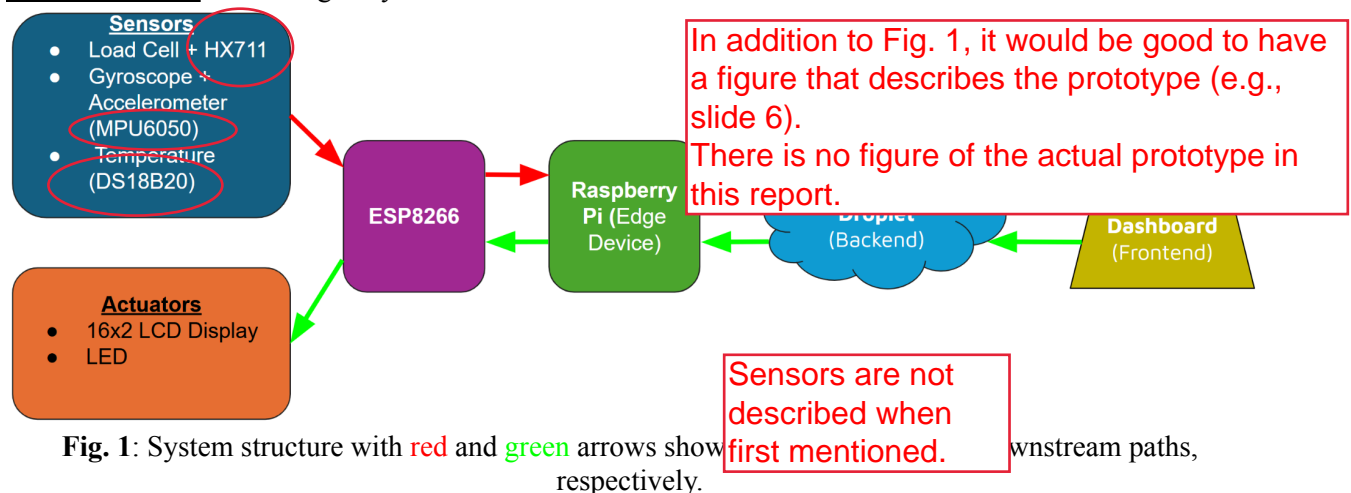 Sensors
● Load Cell + HX711
● Gyroscope +
Accelerometer
(MPU6050)
● Temperature
(DS18B20)
Actuators
● 16x2 LCD Display
● LED
ESP8266
Raspberry
Pi (Edge
Device)
Droplet
(Backend)
Dashboard
(Frontend)
In addition to Fig. 1, it would be good to have
a figure that describes the prototype (e.g.,
slide 6).
There is no figure of the actual prototype in
this report.
Sensors are not
described when
first mentioned.
Fig. 1: System structure with red and green arrows show wnstream paths,
respectively.